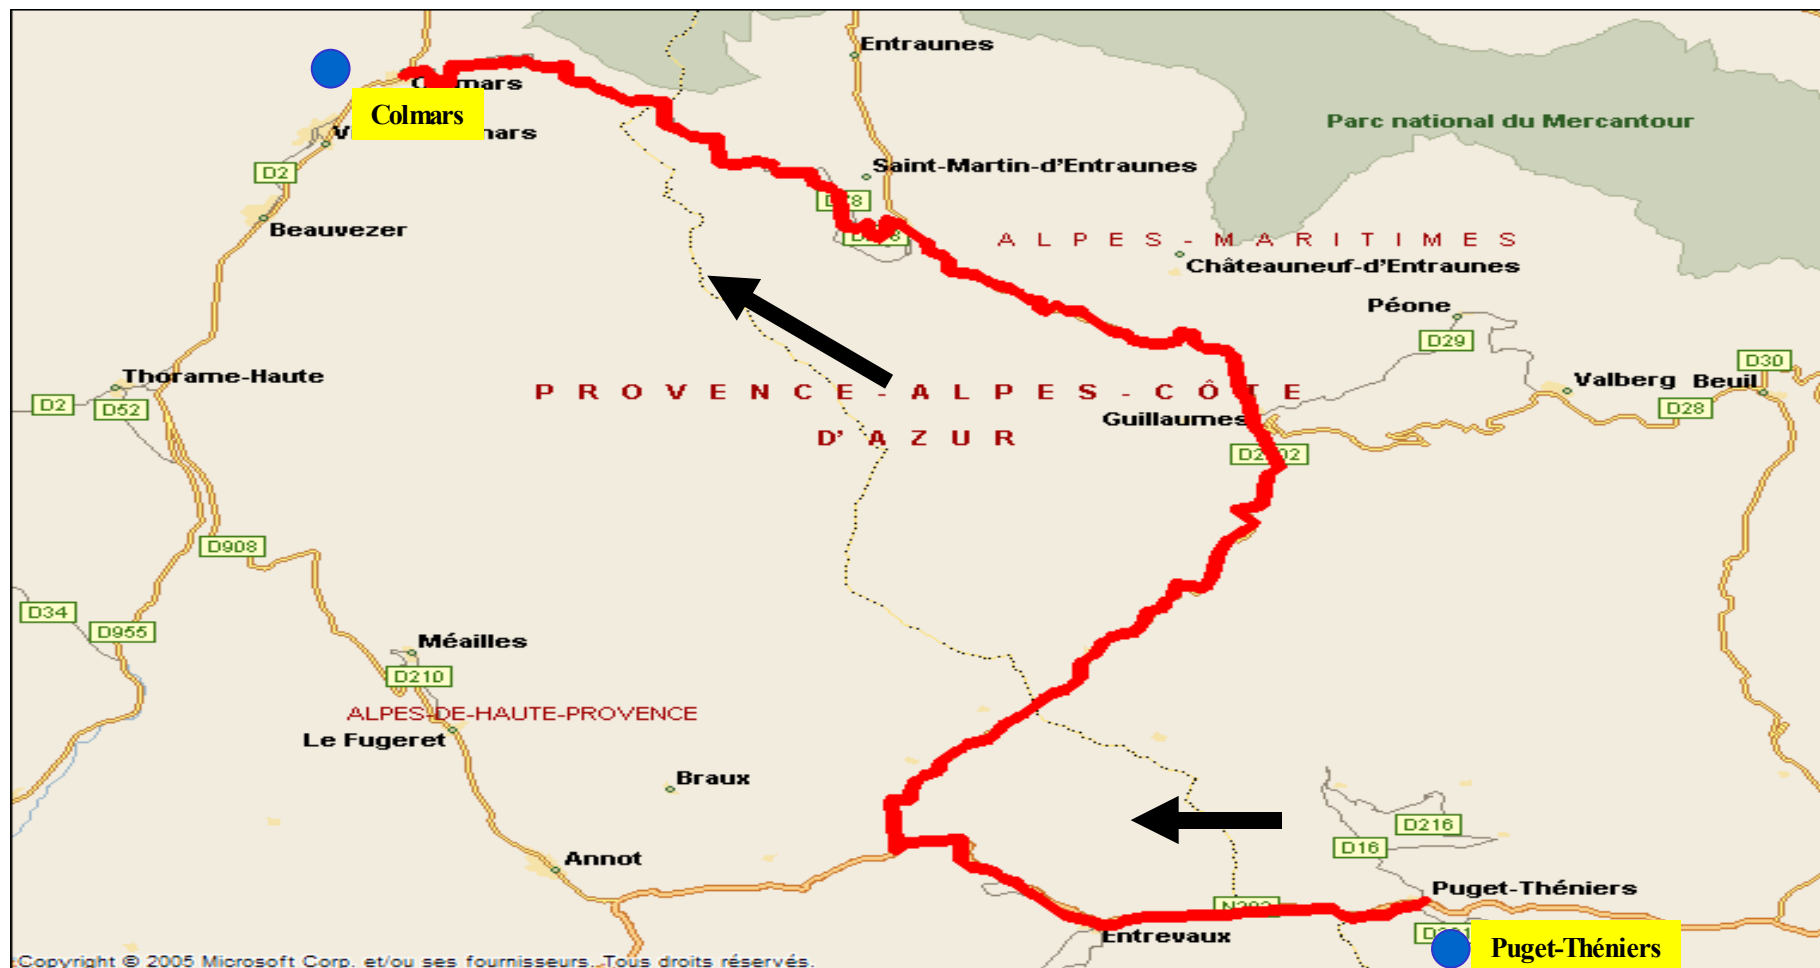 Entraunes
Colmars
Parc national du Mercantour
Saint-Martin-d'Entraunes
D2
Beauvezer
ALPES-MARITIMES
Châteauneuf-d'Entraunes
Péone
D29
D30
Thorame-Haute
Valberg
Beuil
D2
D52
D28
PROVENCE-ALPES-CÔTE
D'AZUR
Guillaumes
D908
D34
D955
Méailles
D210
ALPES-DE-HAUTE-PROVENCE
Le Fugeret
Braux
D216
D16
Annot
Puget-Théniers
Entrevaux
Puget-Théniers
Copyright © 2005 Microsoft Corp. et/ou ses fournisseurs. Tous droits réservés.